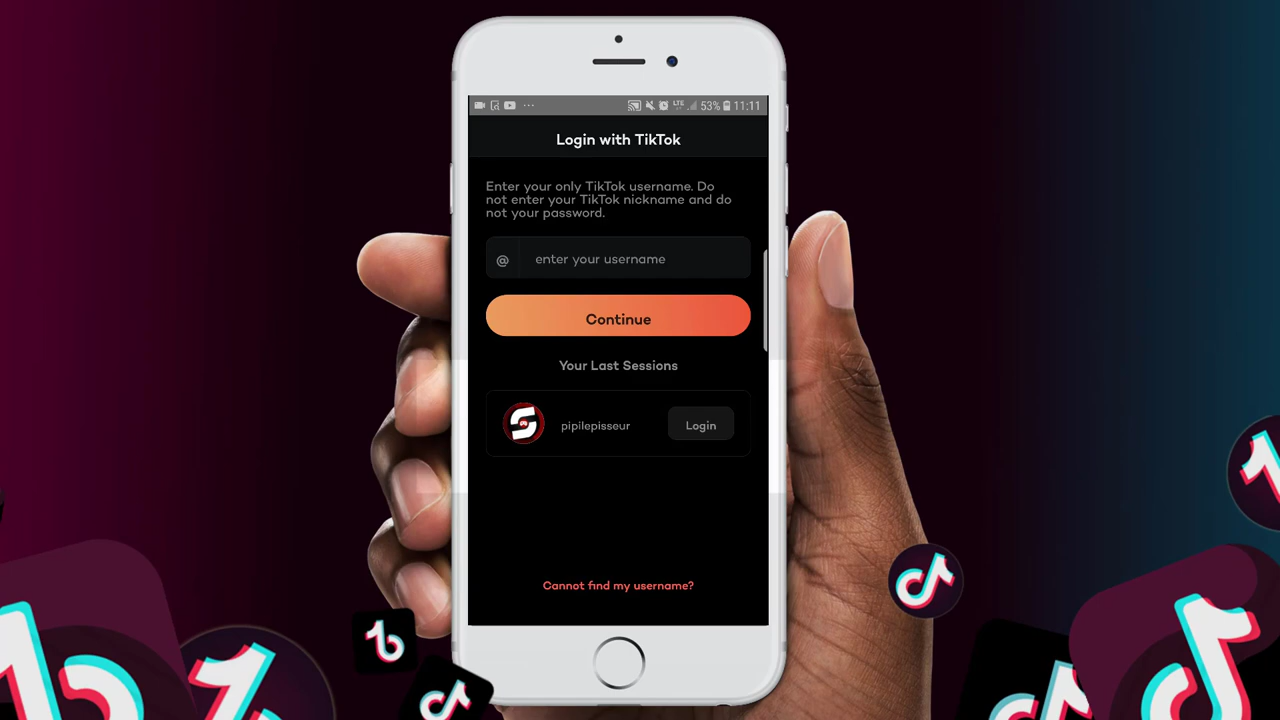 LTE 53% 11:11
Login with TikTok
Enter your only TikTok username. Do
not enter your TikTok nickname and do
not your password.
@ enter your username
Continue
Your Last Sessions
pipilepisseur Login
Cannot find my username?